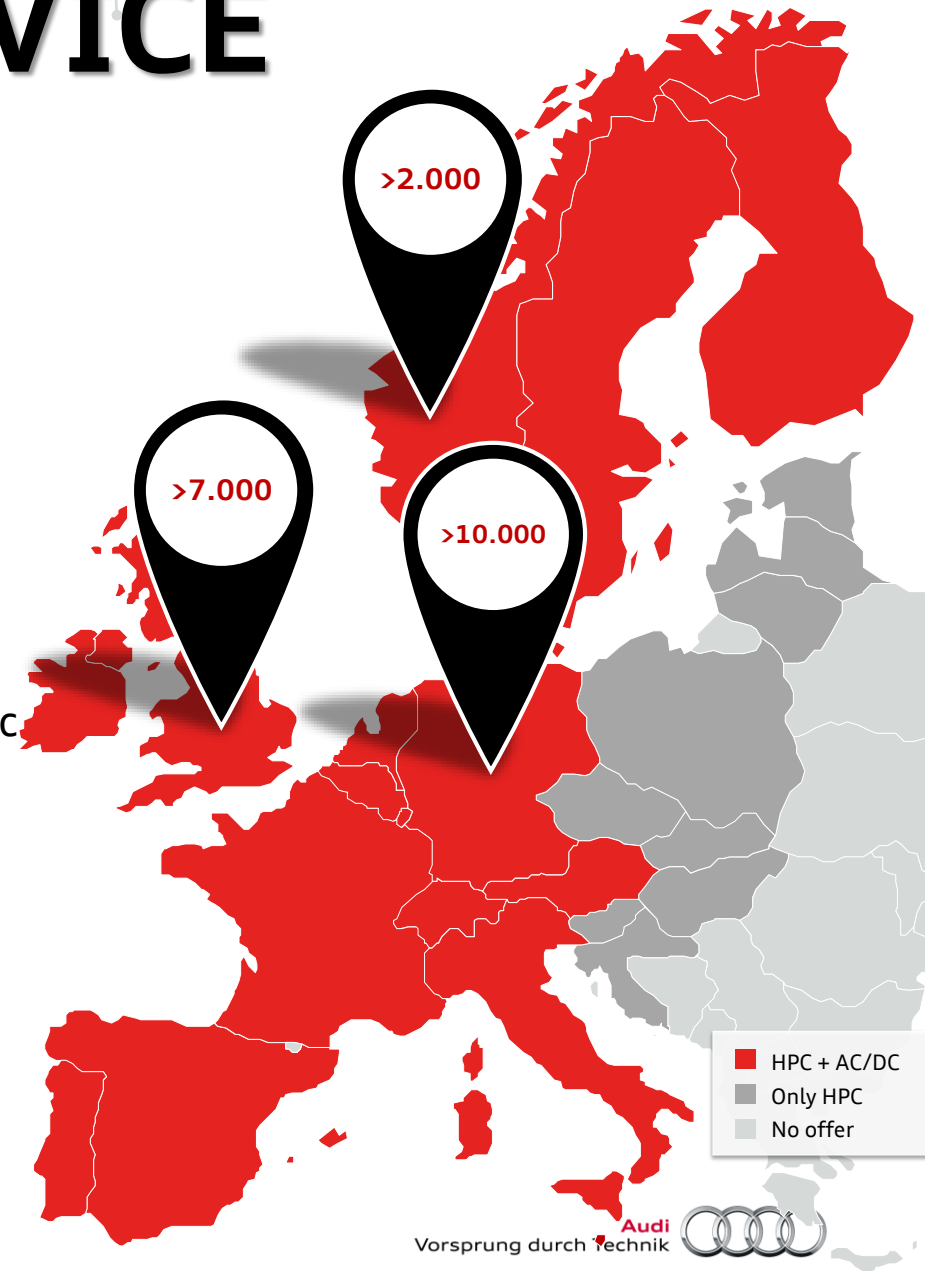 VICE
>2.000
>7.000
>10.000
C
HPC + AC/DC
Only HPC
No offer
Audi
Vorsprung durch Technik